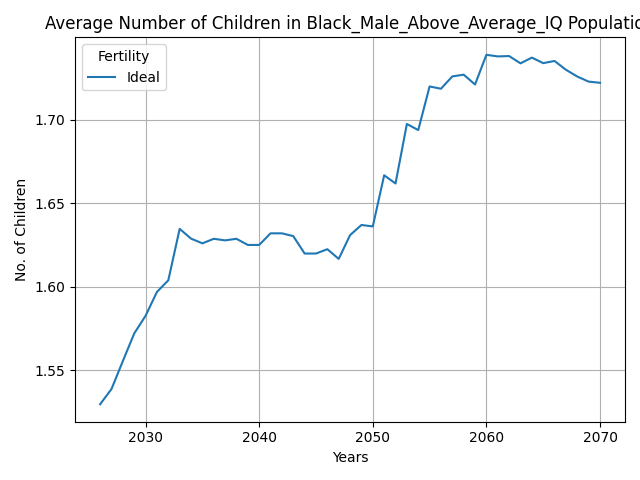 Average Number of Children in Black_Male_Above_Average_IQ Populatio
Fertility
Ideal
1.70
1.65
1.60
1.55
No. of Children
2030 2040 2050 2060 2070
Years